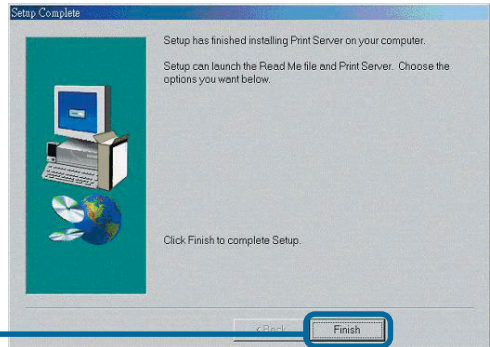 Setup Complete
Setup has finished installing Print Server on your computer.
Setup can launch the Read Me file and Print Server. Choose the
options you want below.
Click Finish to complete Setup.
< Back
Finish